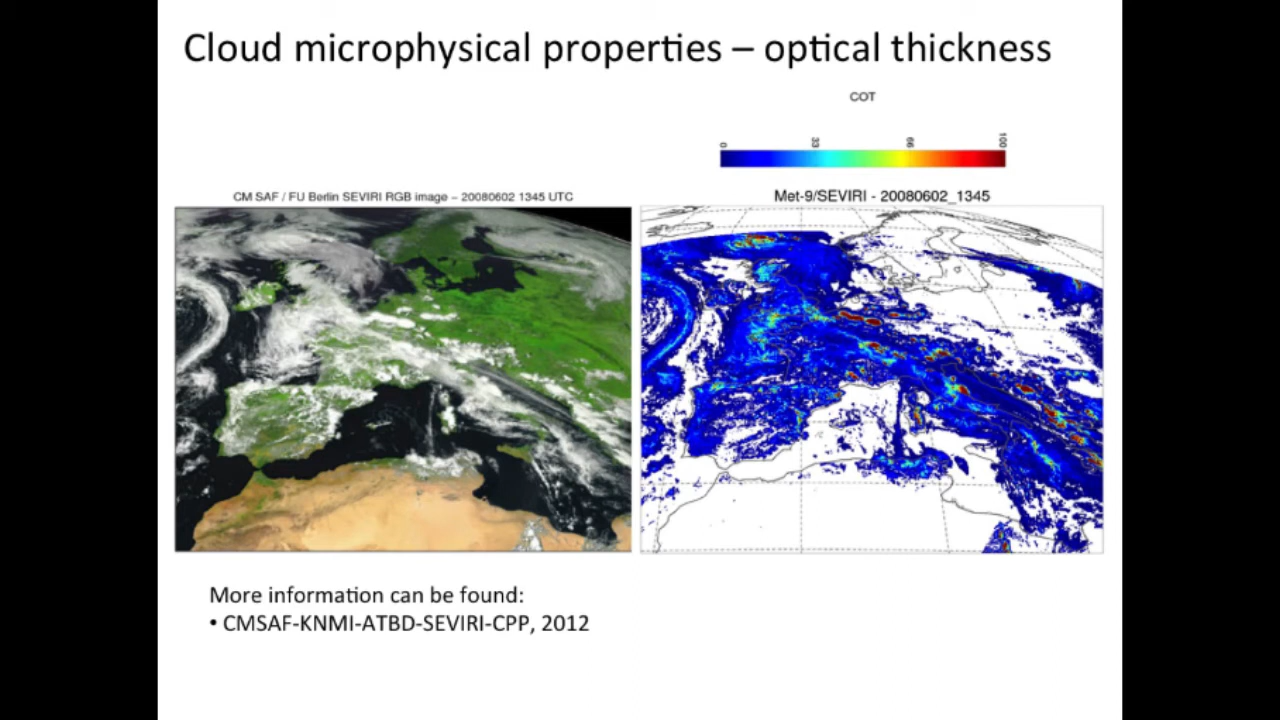 Cloud microphysical properties – optical thickness
COT
0 33 66 100
CM SAF / FU Berlin SEVIRI RGB image – 20080602 1345 UTC
Met-9/SEVIRI - 20080602_1345
More information can be found:
• CMSAF-KNMI-ATBD-SEVIRI-CPP, 2012